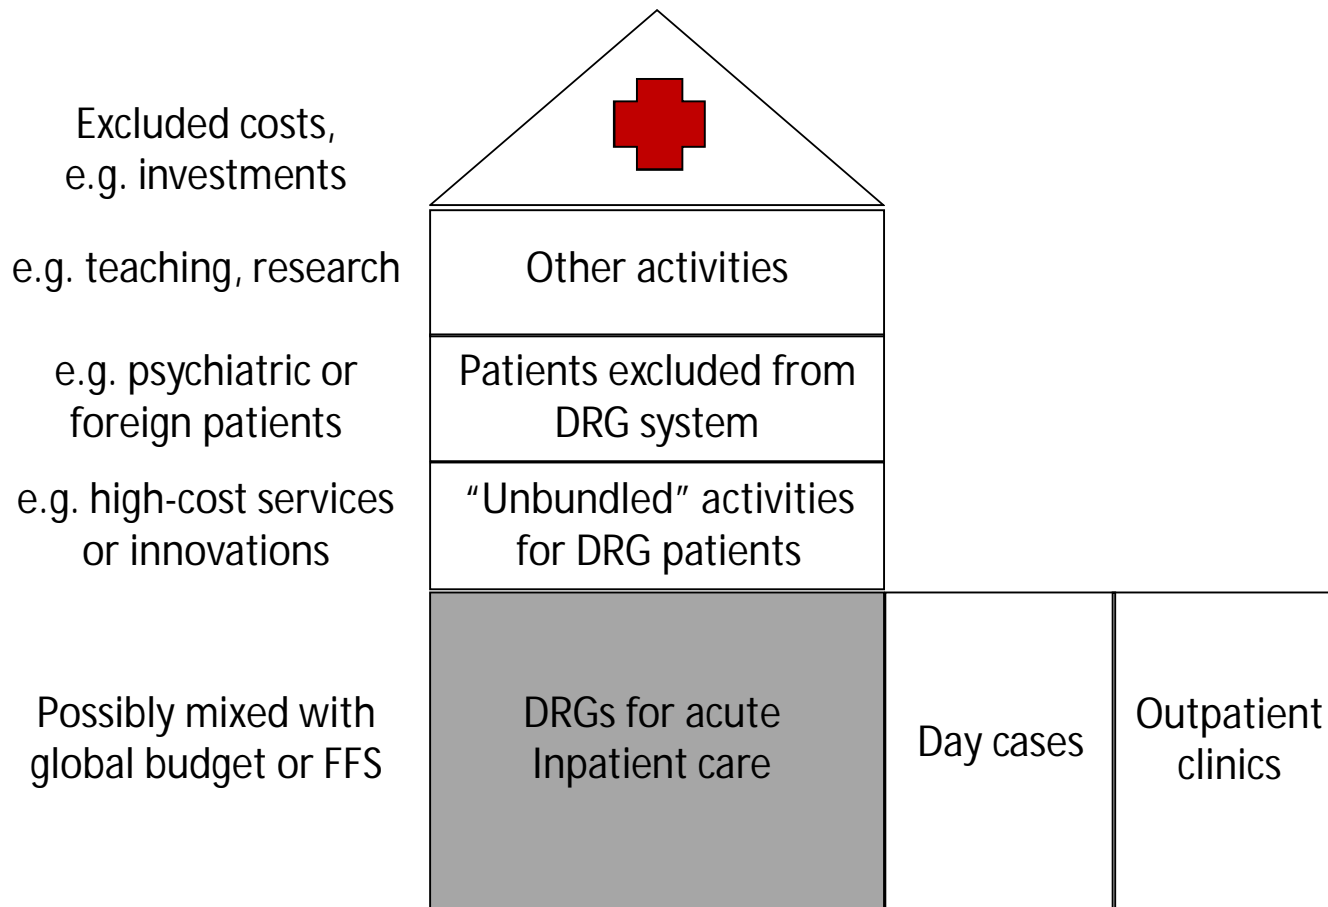 Excluded costs,
e.g. investments
e.g. teaching, research
Other activities
e.g. psychiatric or
foreign patients
Patients excluded from
DRG system
e.g. high-cost services
or innovations
“Unbundled” activities
for DRG patients
Possibly mixed with
global budget or FFS
DRGs for acute
Inpatient care
Day cases
Outpatient
clinics